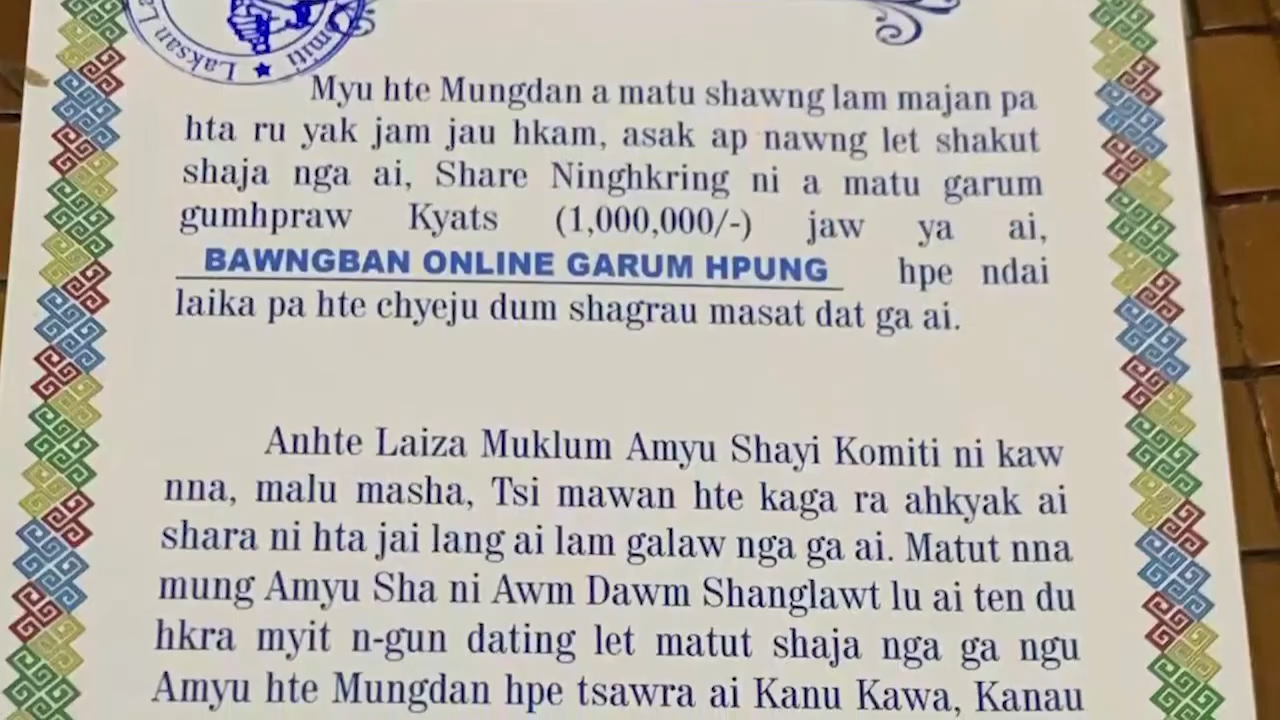 Laksan
miti
Myu hte Mungdan a matu shawng lam majan pa
hta ru yak jam jau hkam, asak ap nawng let shakut
shaja nga ai, Share Ninghkring ni a matu garum
gumhpraw Kyats (1,000,000/-) jaw ya ai,
BAWNGBAN ONLINE GARUM HPUNG hpe ndai
laika pa hte chyeju dum shagrau masat dat ga ai.
Anhte Laiza Muklum Amyu Shayi Komiti ni kaw
nna, malu masha, Tsi mawan hte kaga ra ahkyak ai
shara ni hta jai lang ai lam galaw nga ga ai. Matut nna
mung Amyu Sha ni Awm Dawm Shanglawt lu ai ten du
hkra myit n-gun dating let matut shaja nga ga ngu
Amyu hte Mungdan hpe tsawra ai Kanu Kawa, Kanau